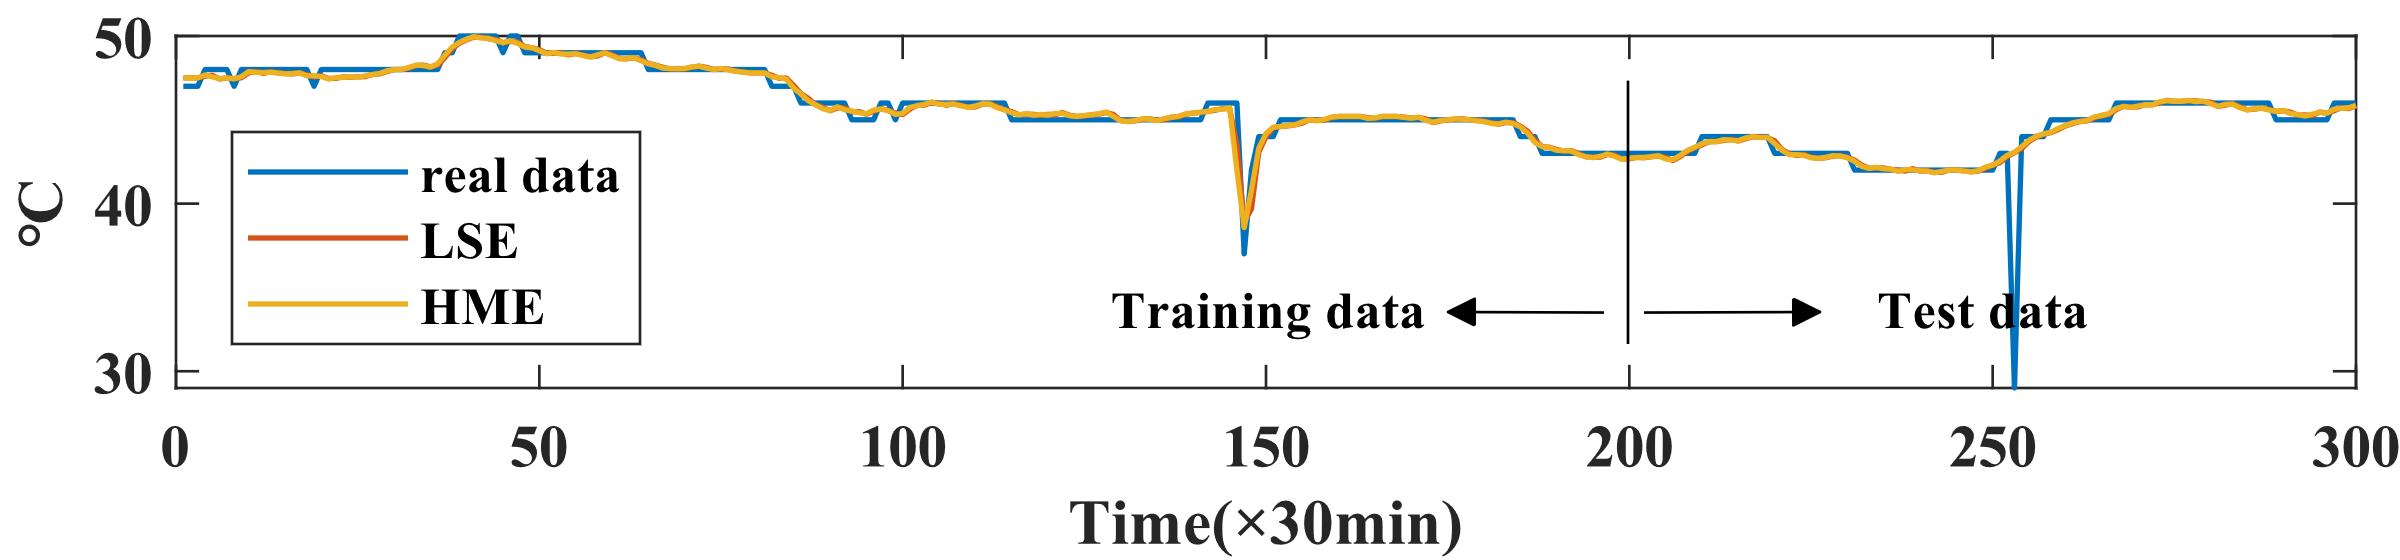 50
40
30
°C
real data
LSE
HME
Training data
Test data
0 50 100 150 200 250 300
Time(×30min)